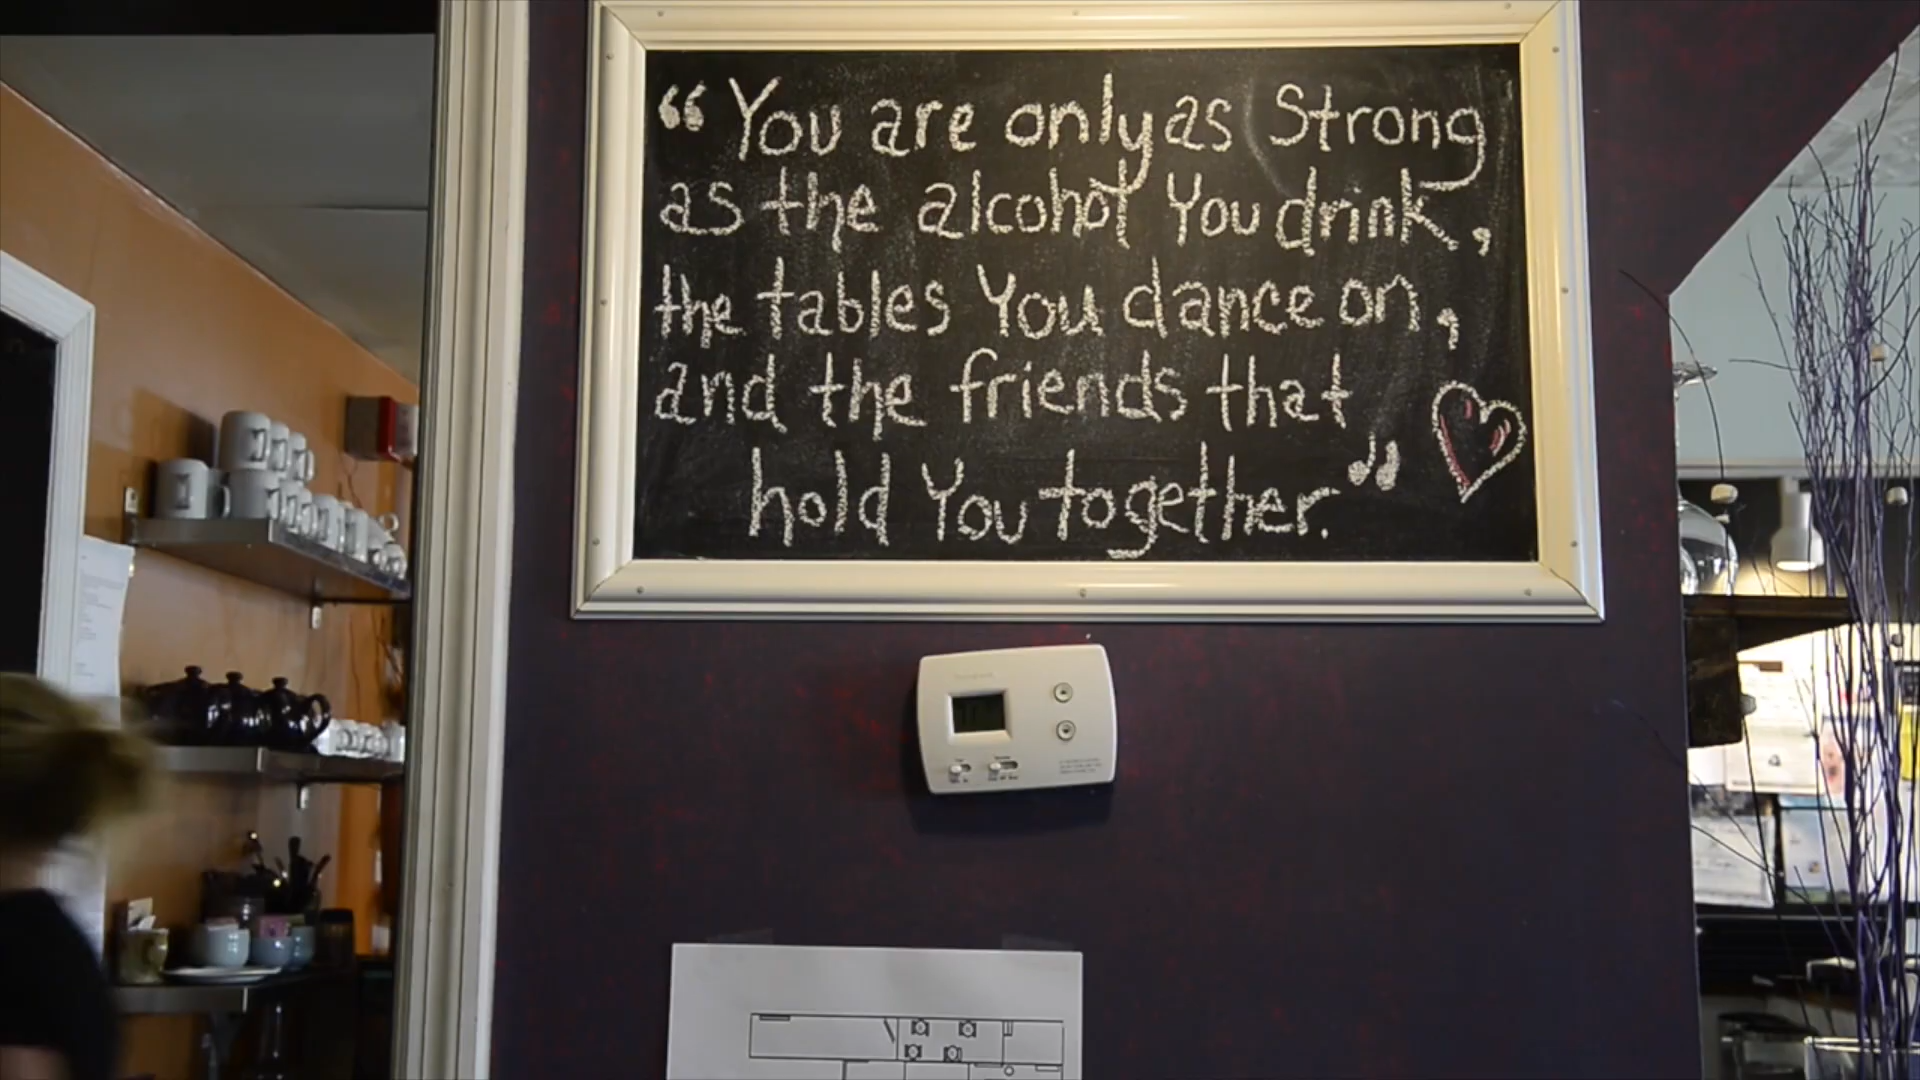 “You are only as Strong
as the alcohol You drink,
the tables You dance on,
and the friends that
hold You together.”